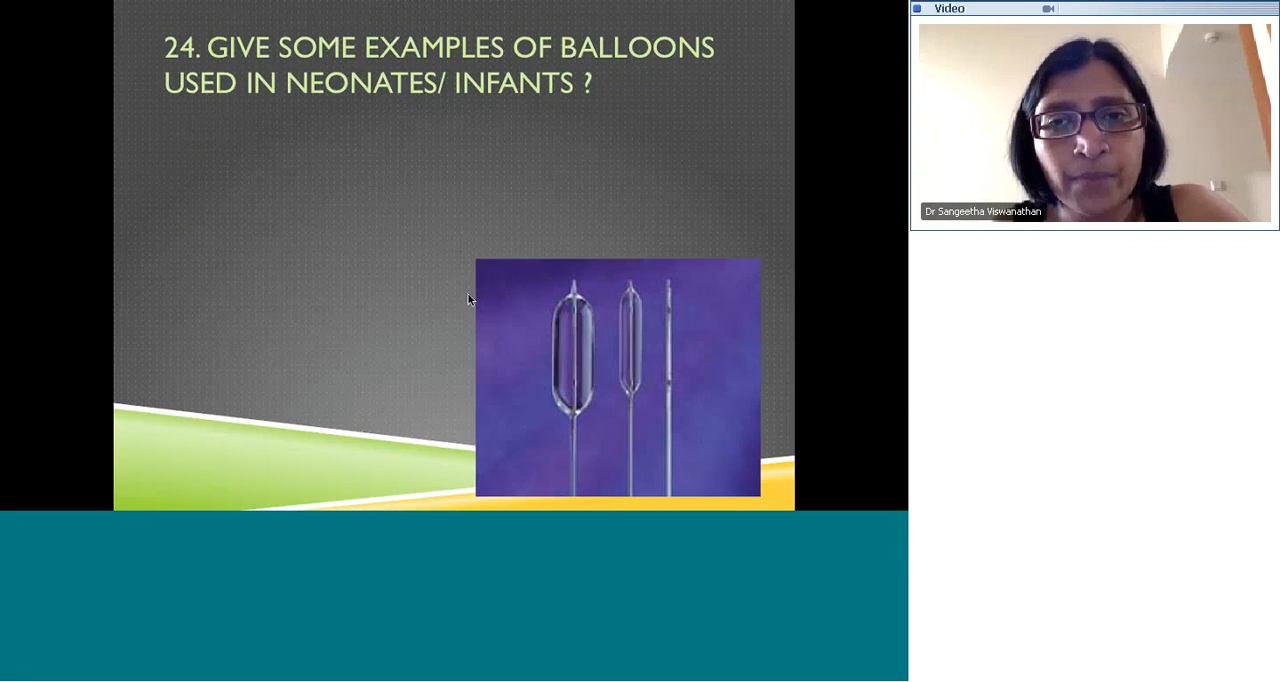 24. GIVE SOME EXAMPLES OF BALLOONS
USED IN NEONATES/ INFANTS ?
Video
Dr Sangeetha Viswanathan